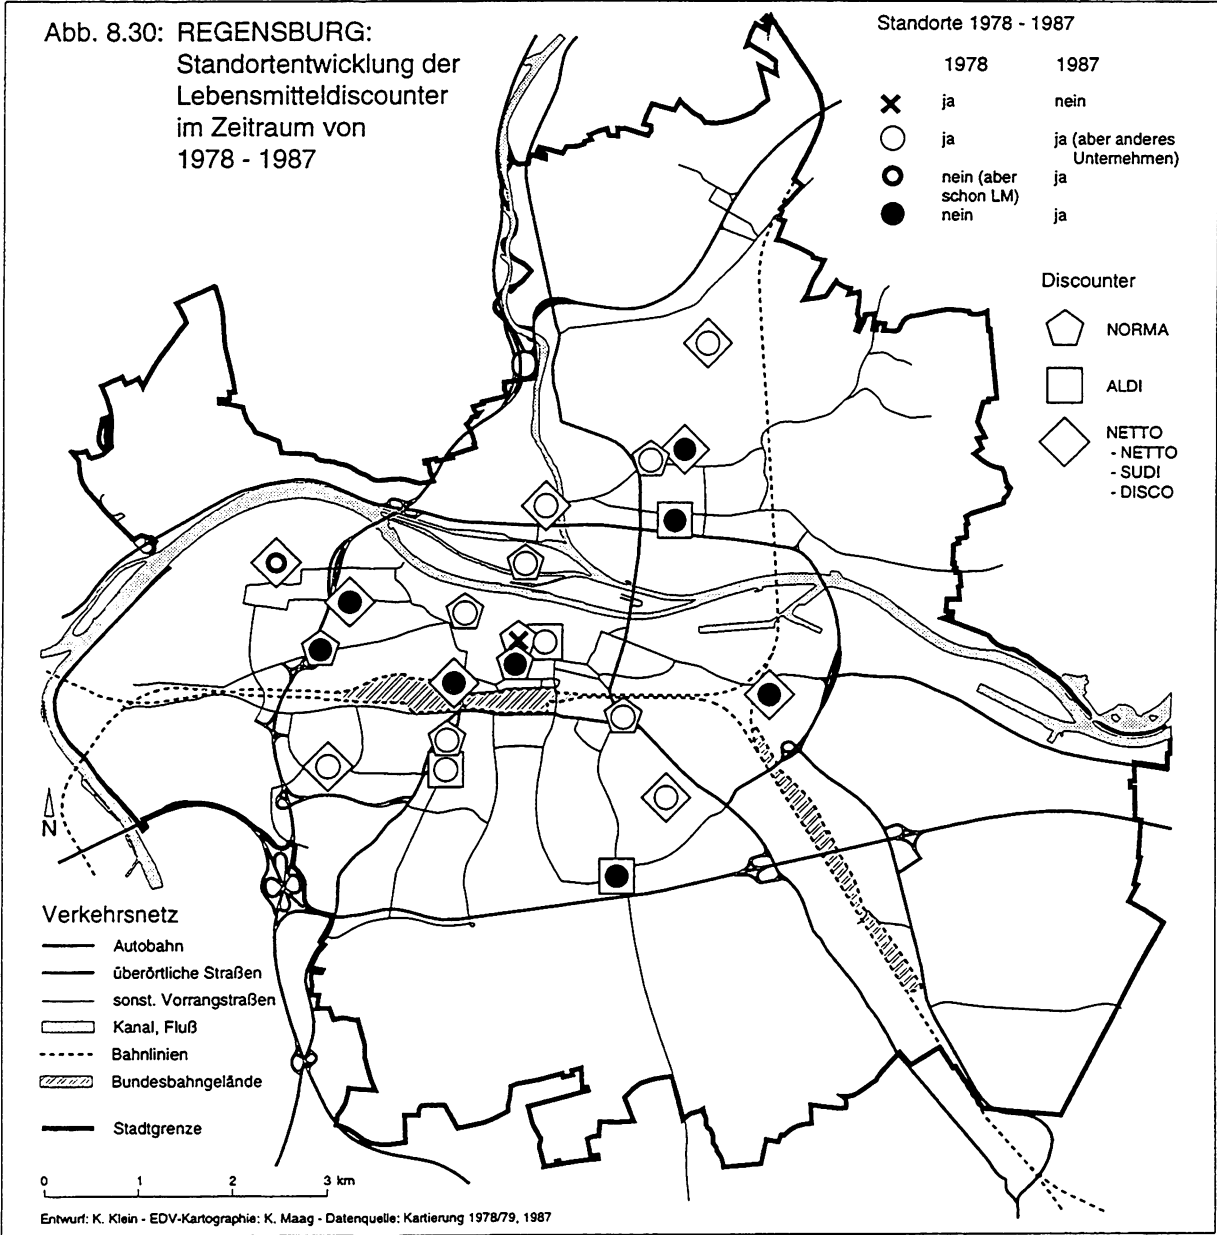 Abb. 8.30: REGENSBURG:
Standortentwicklung der
Lebensmitteldiscounter
im Zeitraum von
1978 - 1987
Standorte 1978 - 1987
1978 1987
ja nein
ja ja (aber anderes
Unternehmen)
nein (aber ja
schon LM)
nein ja
Discounter
NORMA
ALDI
NETTO
- NETTO
- SUDI
- DISCO
N
Verkehrsnetz
Autobahn
überörtliche Straßen
sonst. Vorrangstraßen
Kanal, Fluß
Bahnlinien
Bundesbahngelände
Stadtgrenze
0 1 2 3 km
Entwurf: K. Klein - EDV-Kartographie: K. Maag - Datenquelle: Kartierung 1978/79, 1987